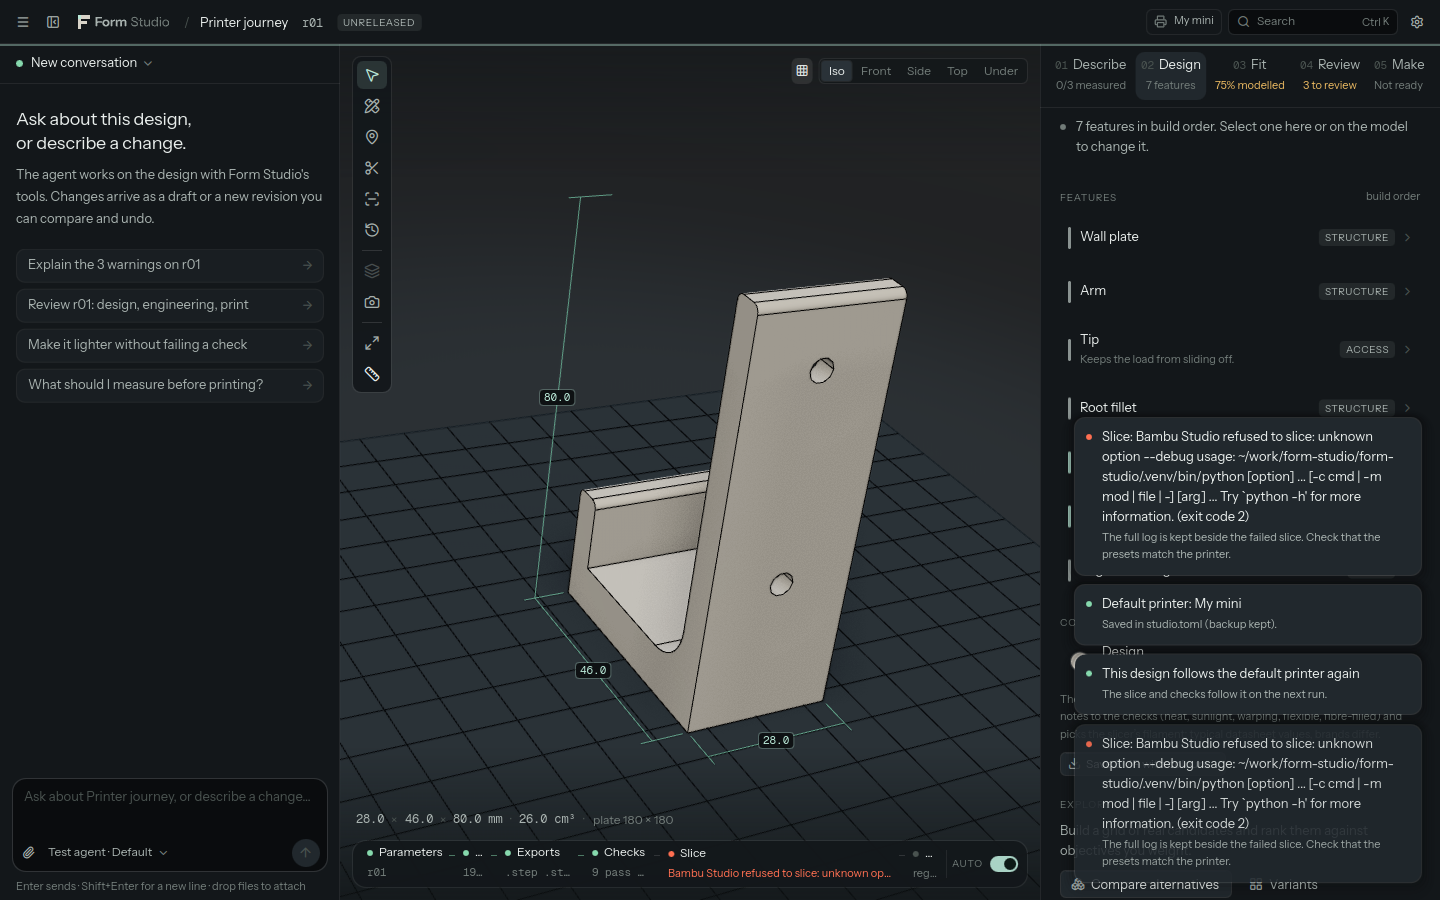 Form Studio / Printer journey r01 UNRELEASED
My mini
Search Ctrl K
New conversation
Ask about this design,
or describe a change.
The agent works on the design with Form Studio's
tools. Changes arrive as a draft or a new revision you
can compare and undo.
Explain the 3 warnings on r01
Review r01: design, engineering, print
Make it lighter without failing a check
What should I measure before printing?
Ask about Printer journey, or describe a change...
Test agent · Default
Enter sends · Shift+Enter for a new line · drop files to attach
Iso Front Side Top Under
80.0
46.0
28.0
28.0 × 46.0 × 80.0 mm · 26.0 cm³ · plate 180 × 180
Parameters
r01
...
19...
Exports
.step .st...
Checks
9 pass ...
Slice
Bambu Studio refused to slice: unknown op...
...
reg...
AUTO
01 Describe
0/3 measured
02 Design
7 features
03 Fit
75% modelled
04 Review
3 to review
05 Make
Not ready
7 features in build order. Select one here or on the model
to change it.
FEATURES build order
Wall plate STRUCTURE
Arm STRUCTURE
Tip
Keeps the load from sliding off.
ACCESS
Root fillet STRUCTURE
Slice: Bambu Studio refused to slice: unknown
option --debug usage: ~/work/form-studio/form-
studio/.venv/bin/python [option] ... [-c cmd | -m
mod | file | -] [arg] ... Try `python -h' for more
information. (exit code 2)
The full log is kept beside the failed slice. Check that the
presets match the printer.
Default printer: My mini
Saved in studio.toml (backup kept).
Design
This design follows the default printer again
The slice and checks follow it on the next run.
notes to the checks (heat, sunlight, warping, flexible, fibre-filled) and
Slice: Bambu Studio refused to slice: unknown
option --debug usage: ~/work/form-studio/form-
studio/.venv/bin/python [option] ... [-c cmd | -m
mod | file | -] [arg] ... Try `python -h' for more
information. (exit code 2)
The full log is kept beside the failed slice. Check that the
presets match the printer.
Compare alternatives Variants